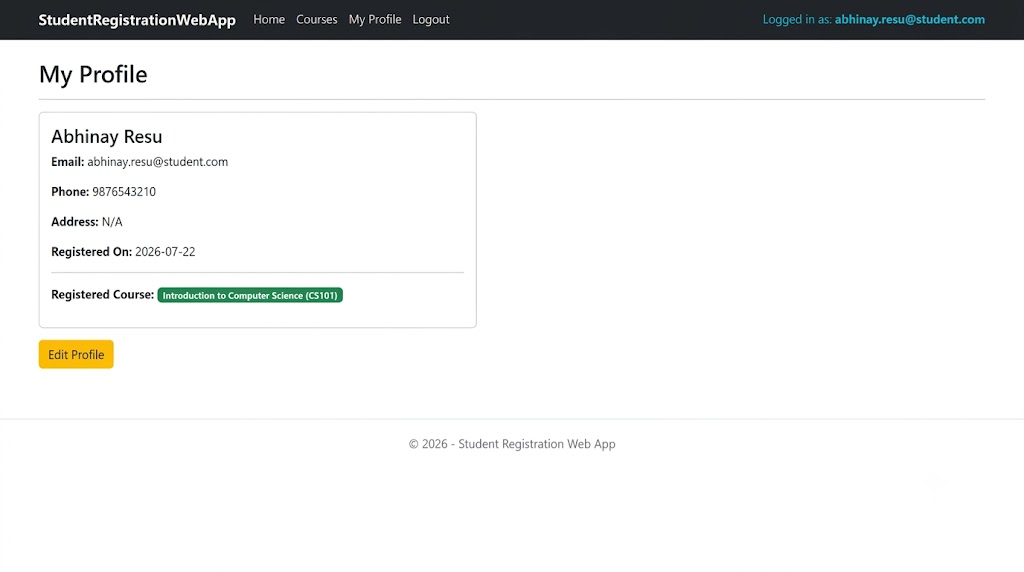 StudentRegistrationWebApp Home Courses My Profile Logout Logged in as: abhinay.resu@student.com
My Profile
Abhinay Resu
Email: abhinay.resu@student.com
Phone: 9876543210
Address: N/A
Registered On: 2026-07-22
Registered Course: Introduction to Computer Science (CS101)
Edit Profile
© 2026 - Student Registration Web App